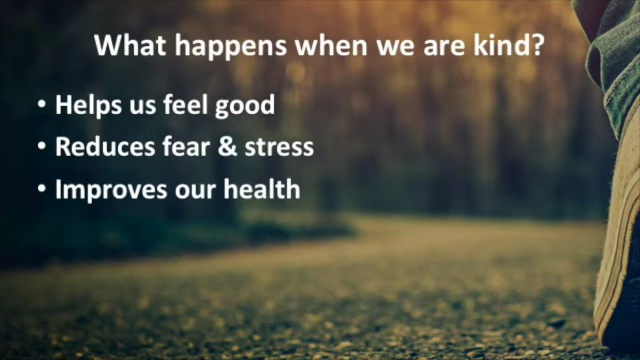 What happens when we are kind?
• Helps us feel good
• Reduces fear & stress
• Improves our health